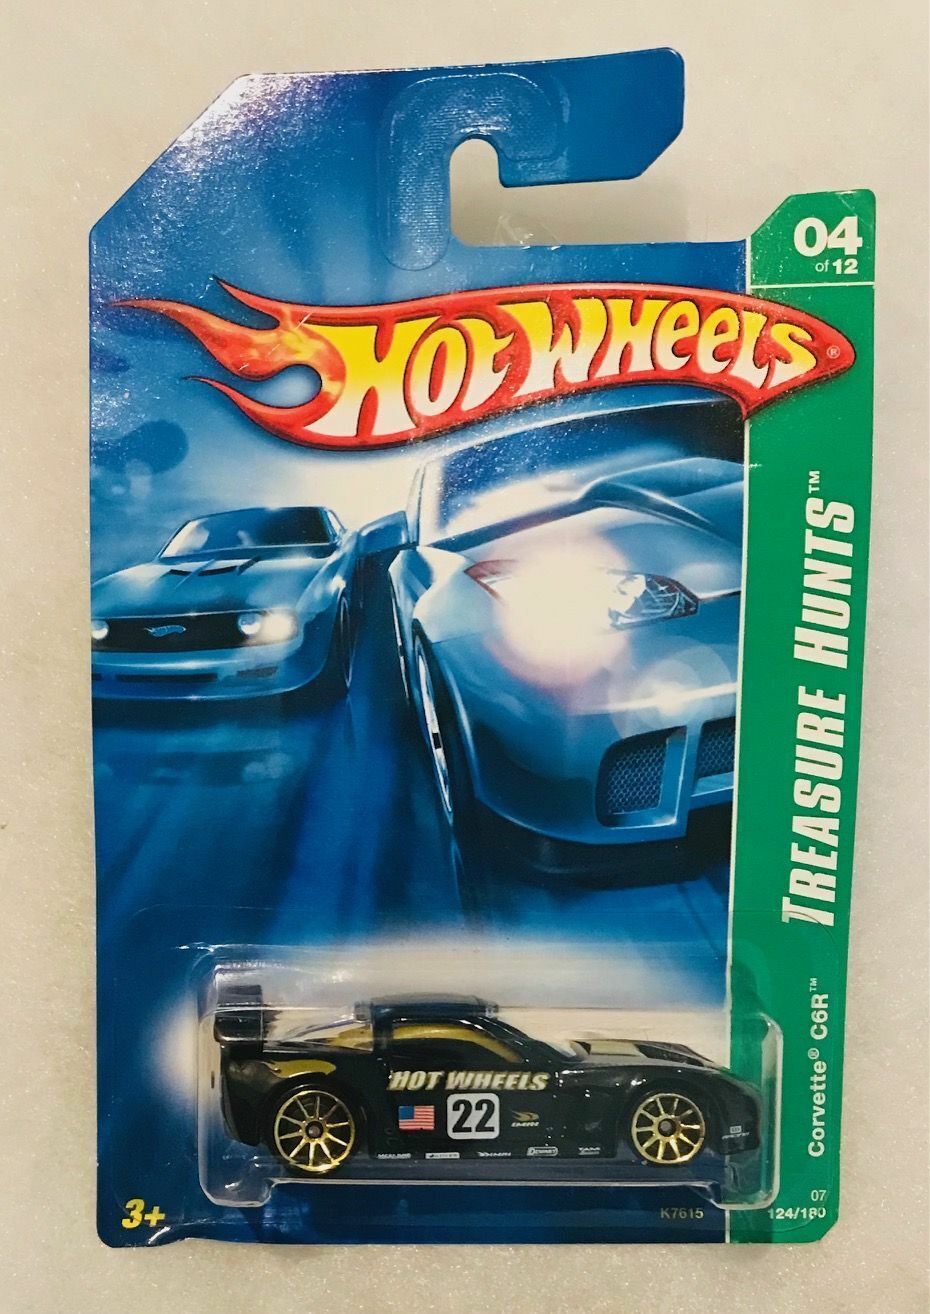 04
of 12
HOT WHEELS®
TREASURE HUNTS™
Corvette® C6R™
HOT WHEELS
22
3+
K7615
07
124/180